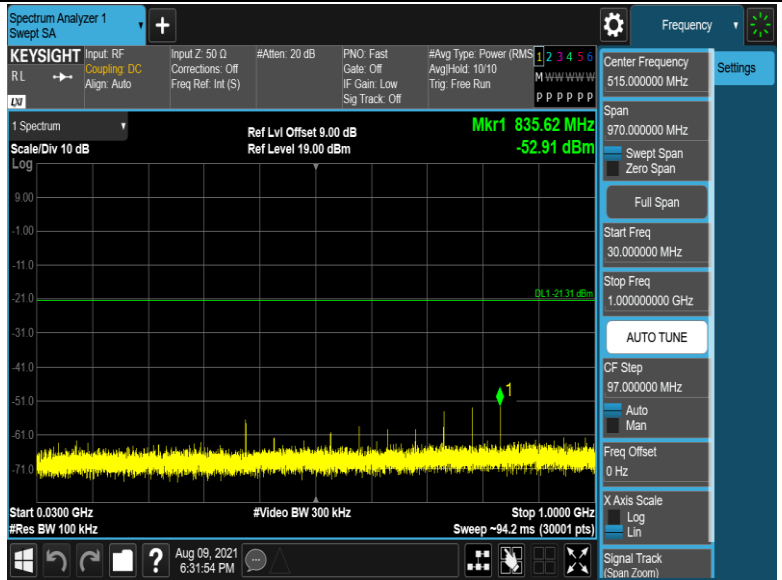 Spectrum Analyzer 1
Swept SA
Frequency
KEYSIGHT
RL
LXI
Input: RF
Coupling: DC
Align: Auto
Input Z: 50 Ω
Corrections: Off
Freq Ref: Int (S)
#Atten: 20 dB
PNO: Fast
Gate: Off
IF Gain: Low
Sig Track: Off
#Avg Type: Power (RMS
Avg|Hold: 10/10
Trig: Free Run
1 2 3 4 5 6
M W W W W W
P P P P P P
1 Spectrum
Scale/Div 10 dB
Log
Ref Lvl Offset 9.00 dB
Ref Level 19.00 dBm
Mkr1 835.62 MHz
-52.91 dBm
9.00
-1.00
-11.0
-21.0
DL1 -21.31 dBm
-31.0
-41.0
-51.0
1
-61.0
-71.0
Start 0.0300 GHz
#Res BW 100 kHz
#Video BW 300 kHz
Stop 1.0000 GHz
Sweep ~94.2 ms (30001 pts)
?
Aug 09, 2021
6:31:54 PM
Center Frequency
515.000000 MHz
Settings
Span
970.000000 MHz
Swept Span
Zero Span
Full Span
Start Freq
30.000000 MHz
Stop Freq
1.000000000 GHz
AUTO TUNE
CF Step
97.000000 MHz
Auto
Man
Freq Offset
0 Hz
X Axis Scale
Log
Lin
Signal Track
(Span Zoom)